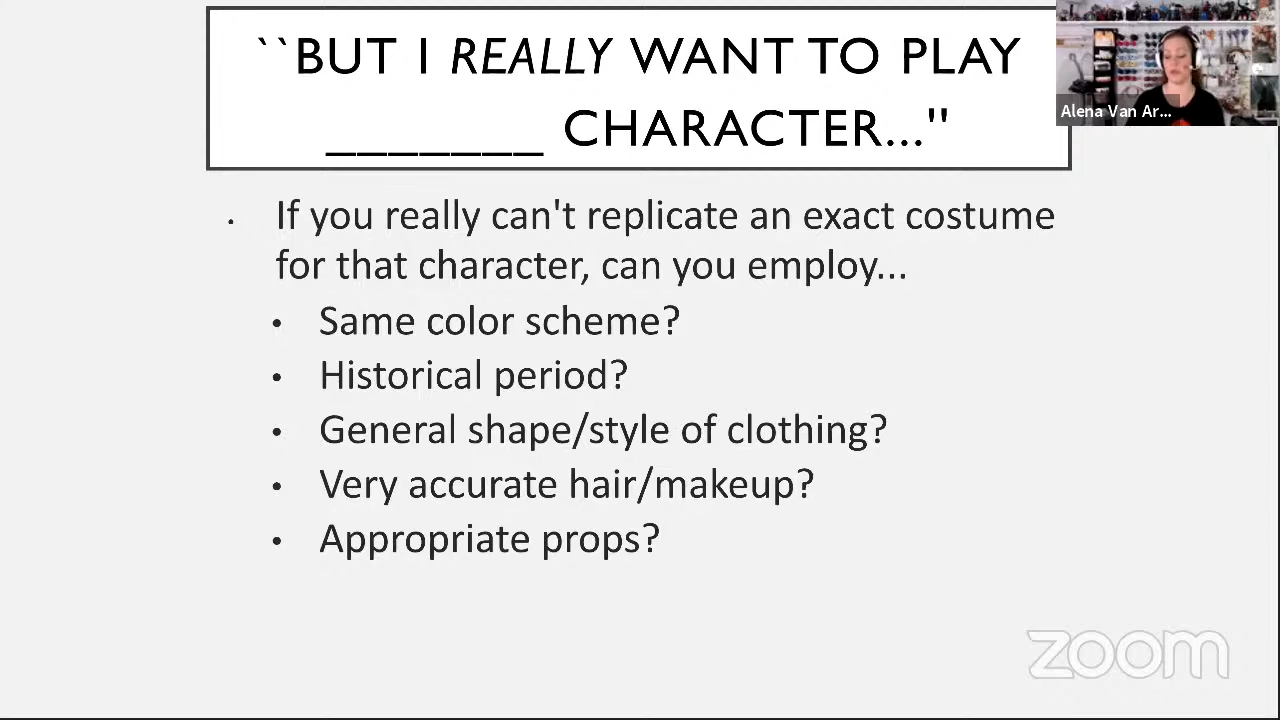 ``BUT I REALLY WANT TO PLAY
_______ CHARACTER..."
Alena Van Ar...
• If you really can't replicate an exact costume
for that character, can you employ...
• Same color scheme?
• Historical period?
• General shape/style of clothing?
• Very accurate hair/makeup?
• Appropriate props?
zoom